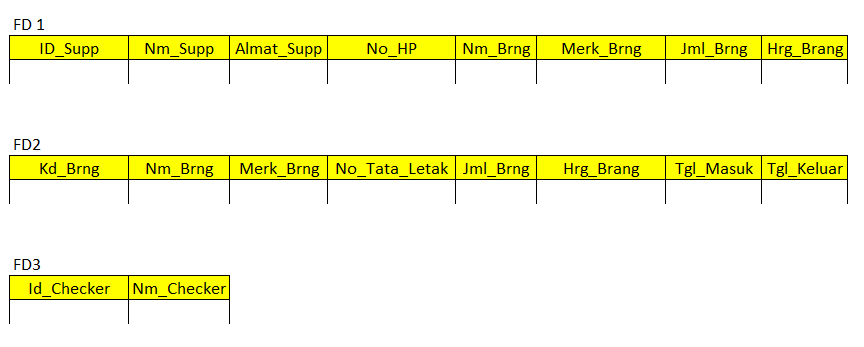 FD 1
ID_Supp Nm_Supp Almat_Supp No_HP Nm_Brng Merk_Brng Jml_Brng Hrg_Brang
FD2
Kd_Brng Nm_Brng Merk_Brng No_Tata_Letak Jml_Brng Hrg_Brang Tgl_Masuk Tgl_Keluar
FD3
Id_Checker Nm_Checker